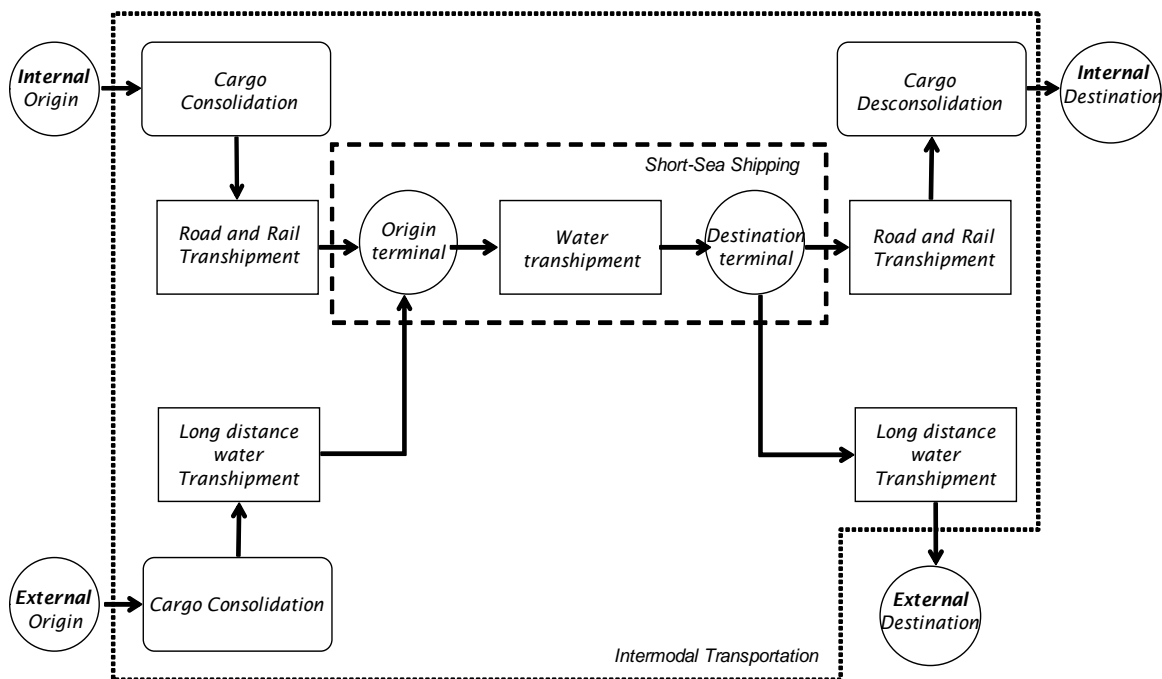 Internal
Origin
Cargo
Consolidation
Cargo
Desconsolidation
Internal
Destination
Short-Sea Shipping
Road and Rail
Transhipment
Origin
terminal
Water
transhipment
Destination
terminal
Road and Rail
Transhipment
Long distance
water
Transhipment
Long distance
water
Transhipment
External
Origin
Cargo Consolidation
External
Destination
Intermodal Transportation